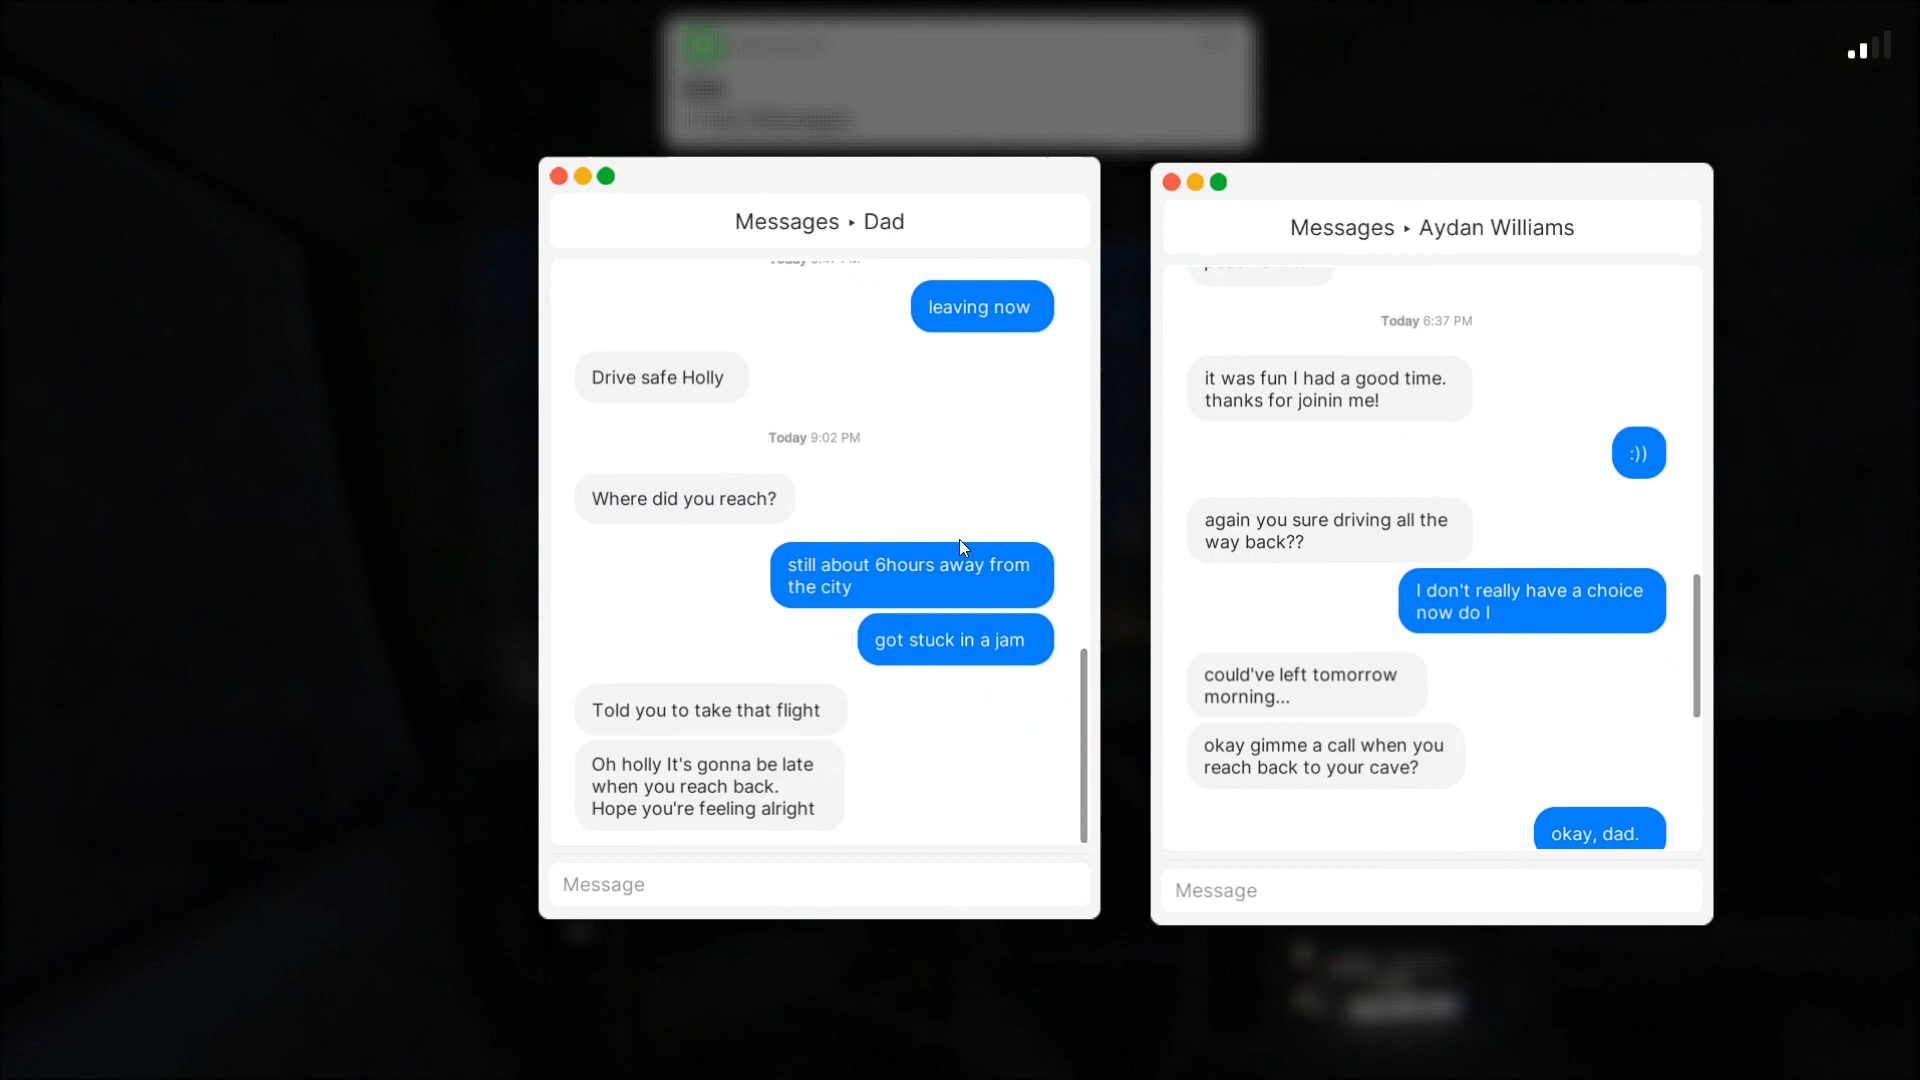 Messages ‣ Dad
leaving now
Drive safe Holly
Today 9:02 PM
Where did you reach?
still about 6hours away from
the city
got stuck in a jam
Told you to take that flight
Oh holly It's gonna be late
when you reach back.
Hope you're feeling alright
Message
Messages ‣ Aydan Williams
Today 6:37 PM
it was fun I had a good time.
thanks for joinin me!
:))
again you sure driving all the
way back??
I don't really have a choice
now do I
could've left tomorrow
morning...
okay gimme a call when you
reach back to your cave?
okay, dad.
Message